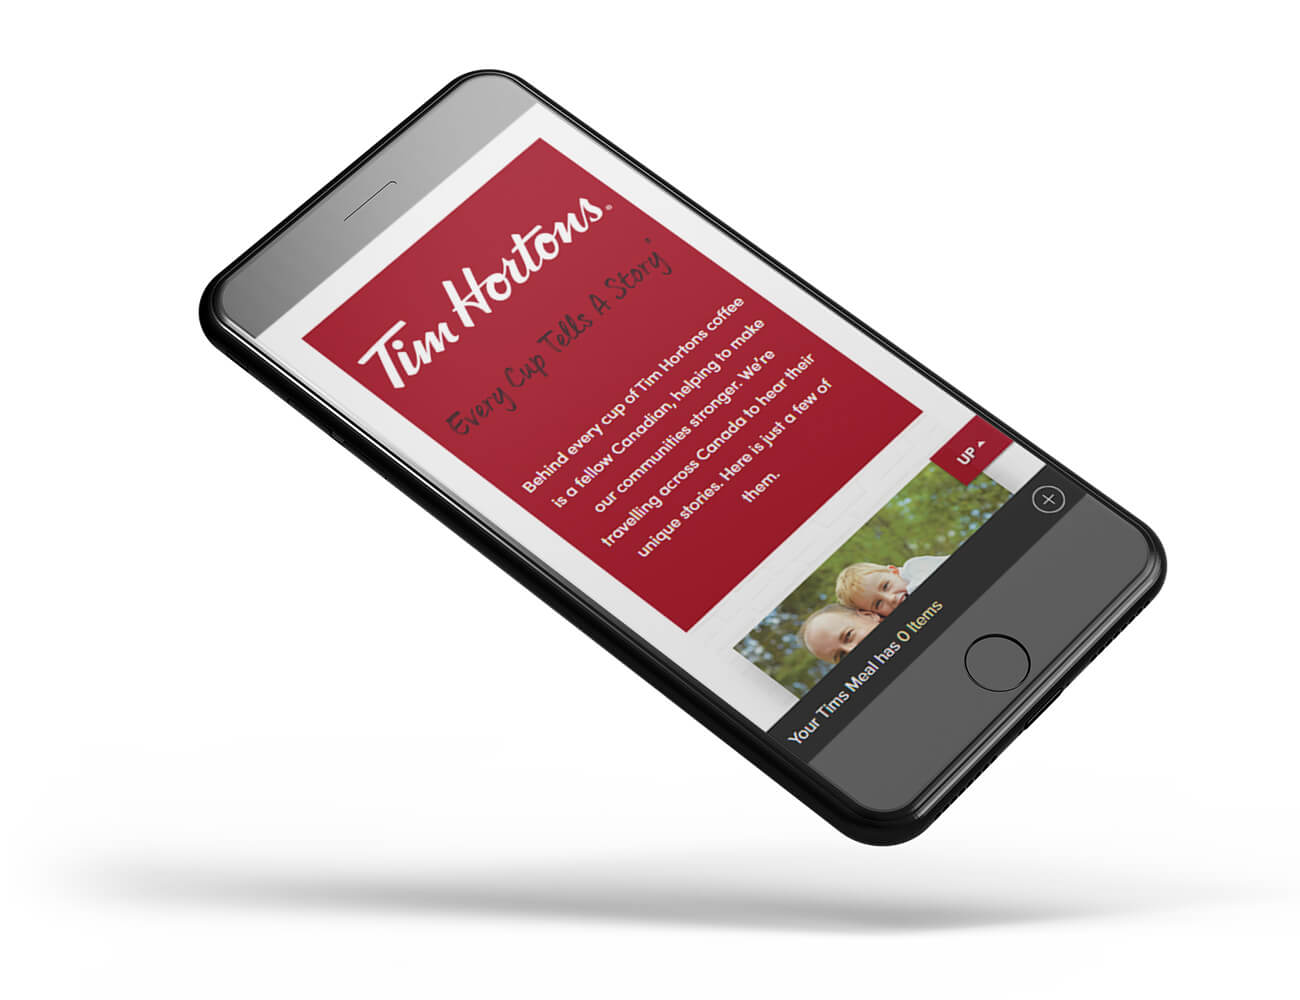 Tim Hortons®
Every Cup Tells A Story
Behind every cup of Tim Hortons coffee
is a fellow Canadian, helping to make
our communities stronger. We're
travelling across Canada to hear their
unique stories. Here is just a few of
them.
UP
Your Tims Meal has 0 Items